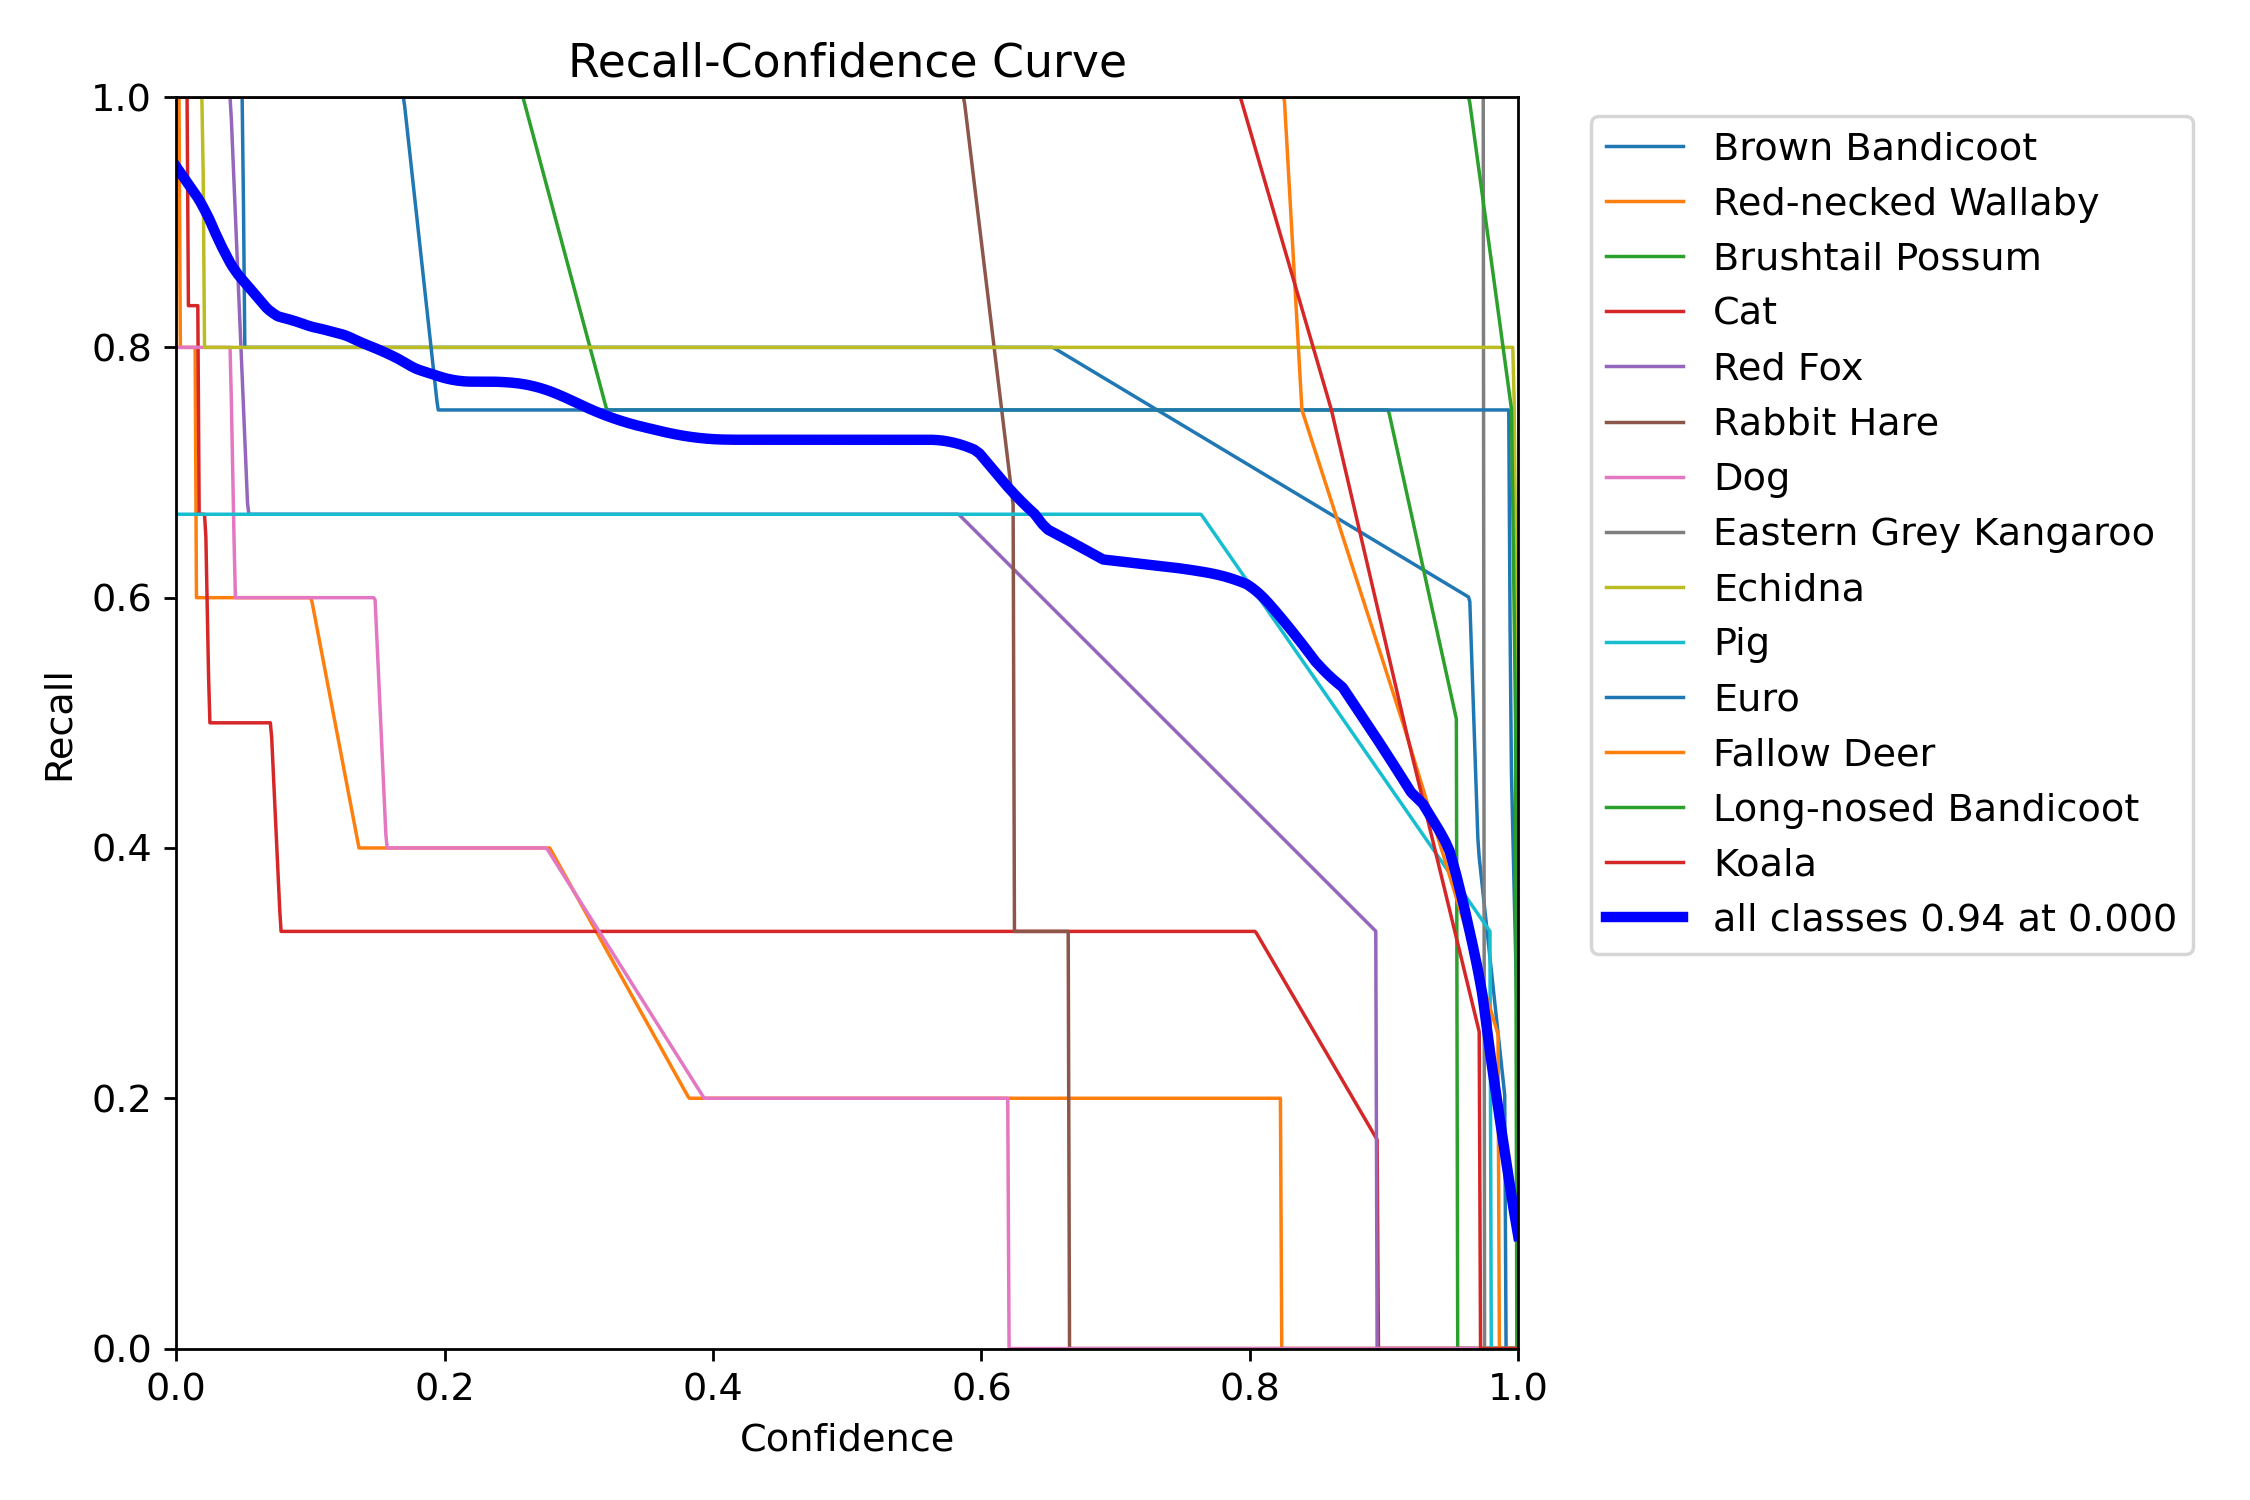 Recall-Confidence Curve
1.0
0.8
0.6
0.4
0.2
0.0
Recall
0.0 0.2 0.4 0.6 0.8 1.0
Confidence
Brown Bandicoot
Red-necked Wallaby
Brushtail Possum
Cat
Red Fox
Rabbit Hare
Dog
Eastern Grey Kangaroo
Echidna
Pig
Euro
Fallow Deer
Long-nosed Bandicoot
Koala
all classes 0.94 at 0.000